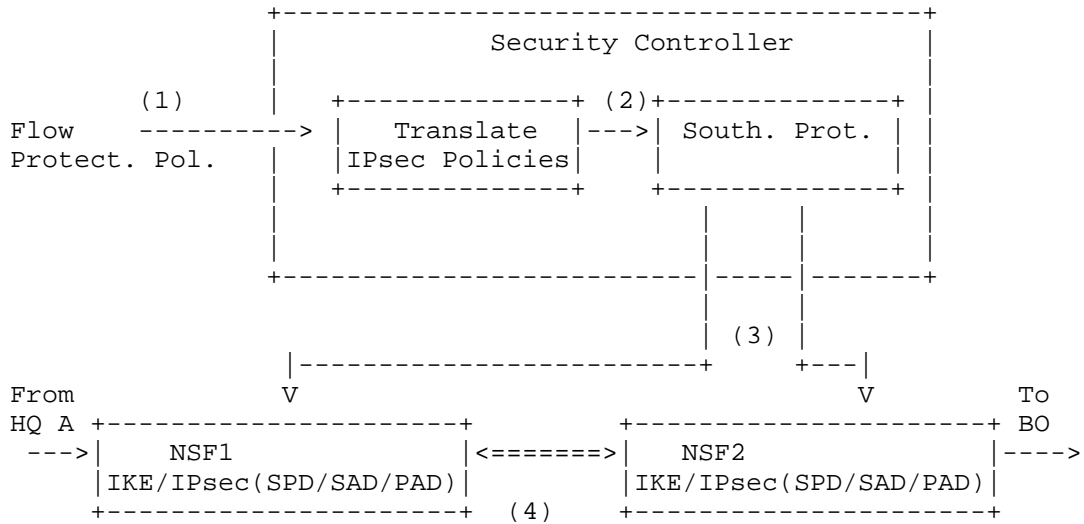 Security Controller
(1)
(2)
Flow Translate South. Prot.
Protect. Pol. IPsec Policies
(3)
From To
HQ A BO
NSF1 NSF2
IKE/IPsec(SPD/SAD/PAD) IKE/IPsec(SPD/SAD/PAD)
(4)